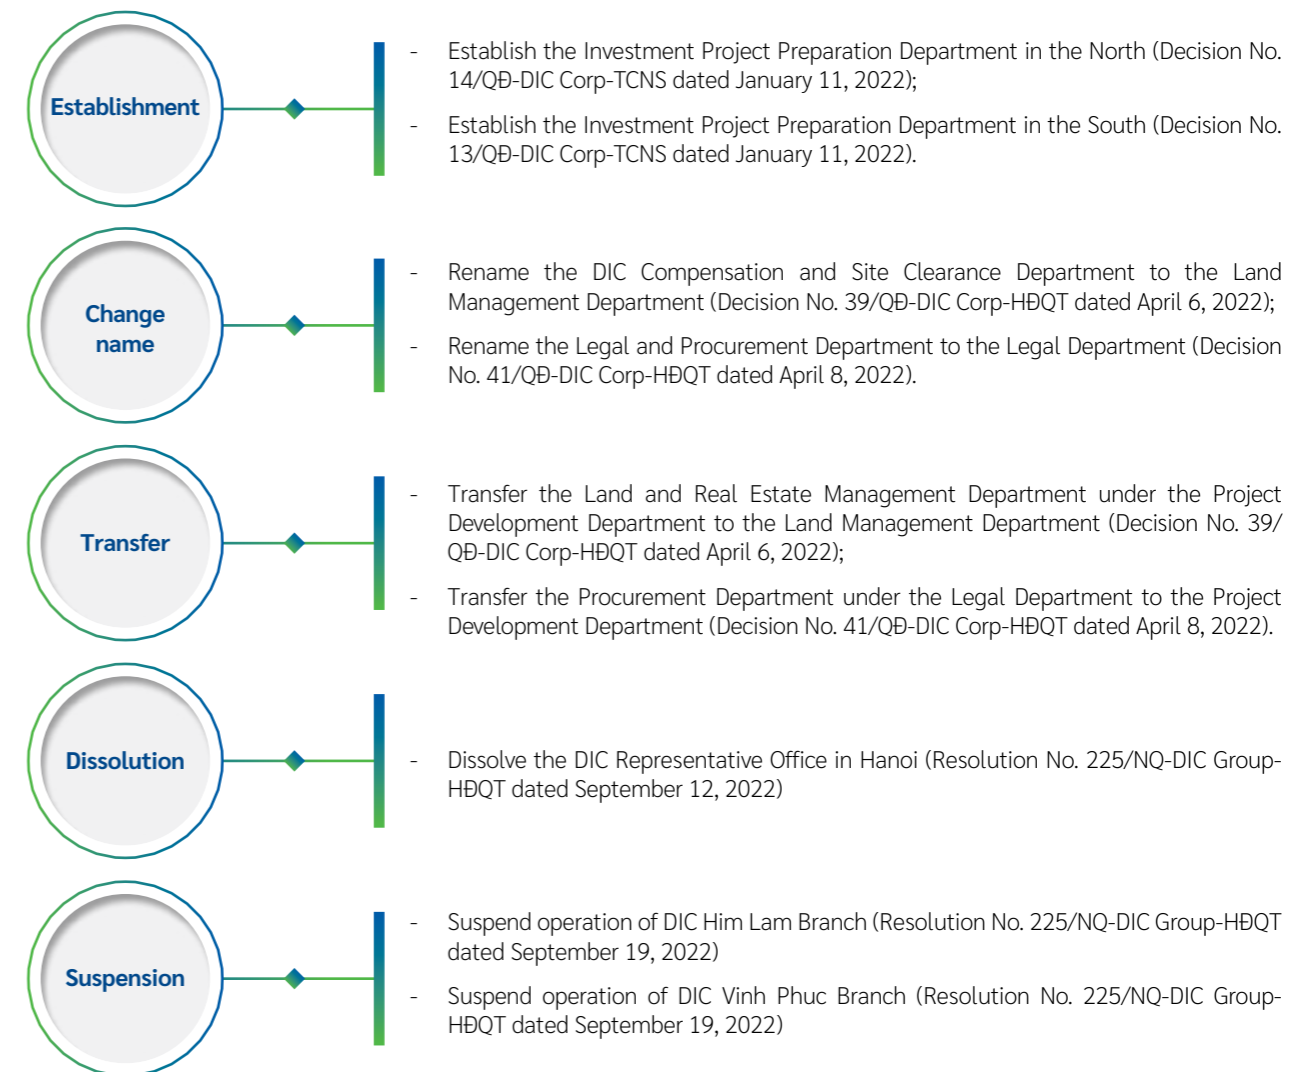 Establishment
- Establish the Investment Project Preparation Department in the North (Decision No.
14/QĐ-DIC Corp-TCNS dated January 11, 2022);
- Establish the Investment Project Preparation Department in the South (Decision No.
13/QĐ-DIC Corp-TCNS dated January 11, 2022).
Change
name
- Rename the DIC Compensation and Site Clearance Department to the Land
Management Department (Decision No. 39/QĐ-DIC Corp-HĐQT dated April 6, 2022);
- Rename the Legal and Procurement Department to the Legal Department (Decision
No. 41/QĐ-DIC Corp-HĐQT dated April 8, 2022).
Transfer
- Transfer the Land and Real Estate Management Department under the Project
Development Department to the Land Management Department (Decision No. 39/
QĐ-DIC Corp-HĐQT dated April 6, 2022);
- Transfer the Procurement Department under the Legal Department to the Project
Development Department (Decision No. 41/QĐ-DIC Corp-HĐQT dated April 8, 2022).
Dissolution
- Dissolve the DIC Representative Office in Hanoi (Resolution No. 225/NQ-DIC Group-
HĐQT dated September 12, 2022)
Suspension
- Suspend operation of DIC Him Lam Branch (Resolution No. 225/NQ-DIC Group-HĐQT
dated September 19, 2022)
- Suspend operation of DIC Vinh Phuc Branch (Resolution No. 225/NQ-DIC Group-
HĐQT dated September 19, 2022)